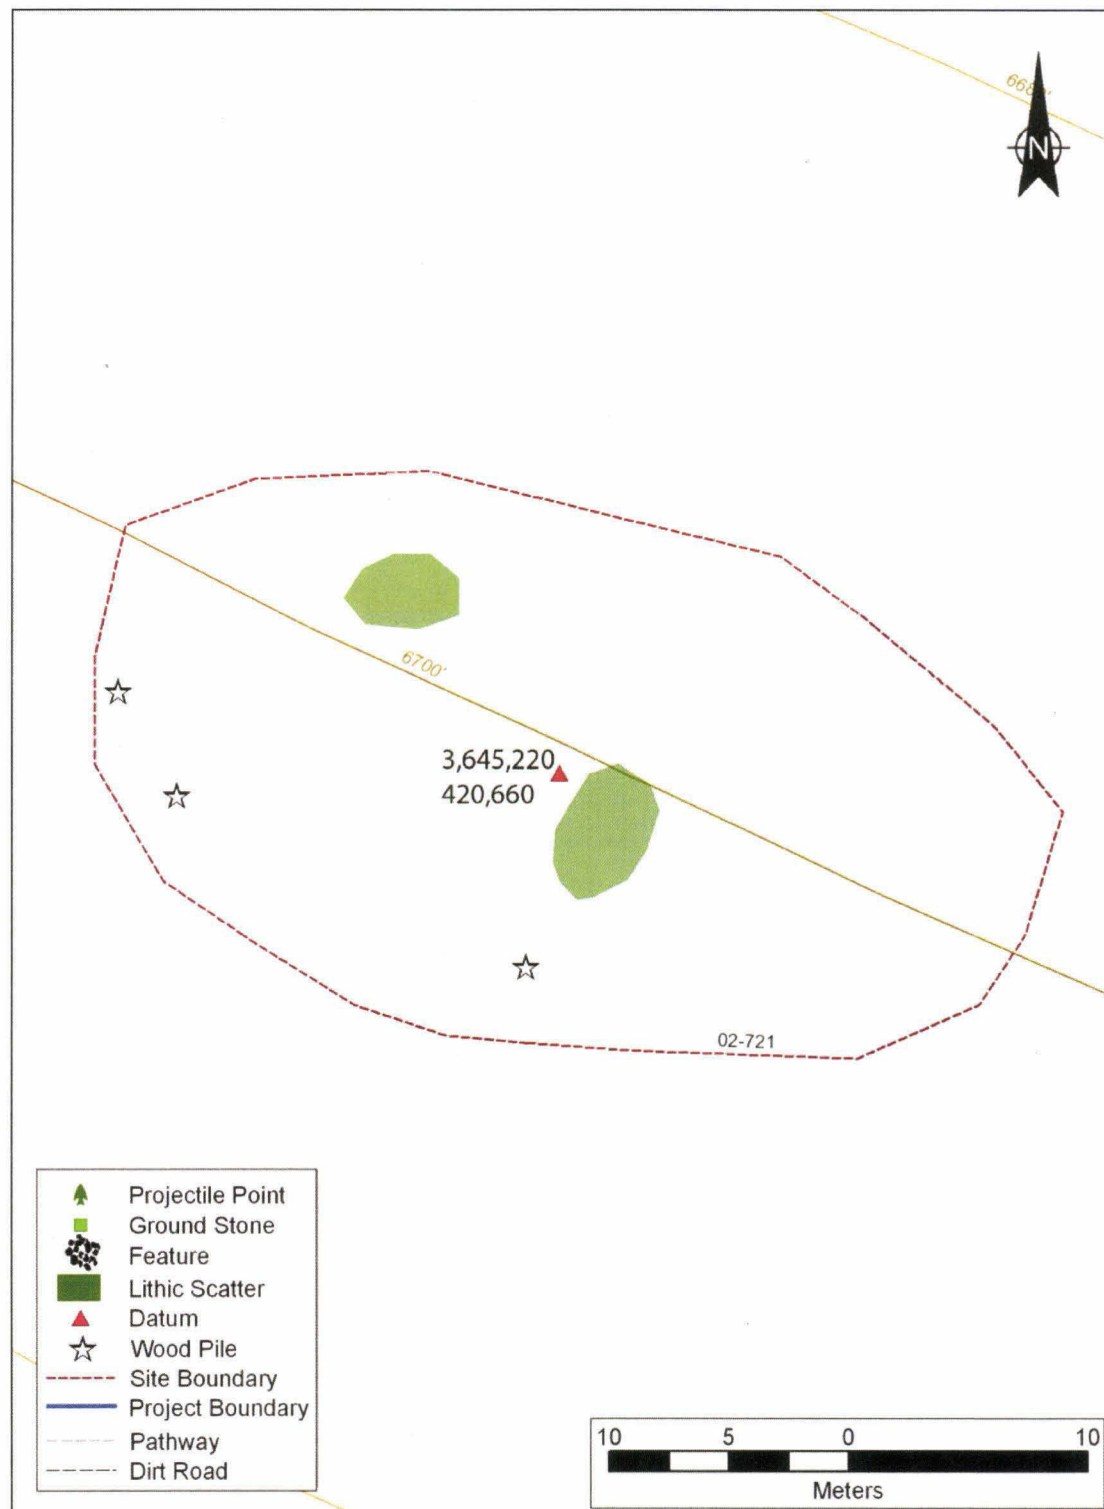 N
6700'
3,645,220
420,660
02-721
Projectile Point
Ground Stone
Feature
Lithic Scatter
Datum
Wood Pile
Site Boundary
Project Boundary
Pathway
Dirt Road
10 5 0 10
Meters